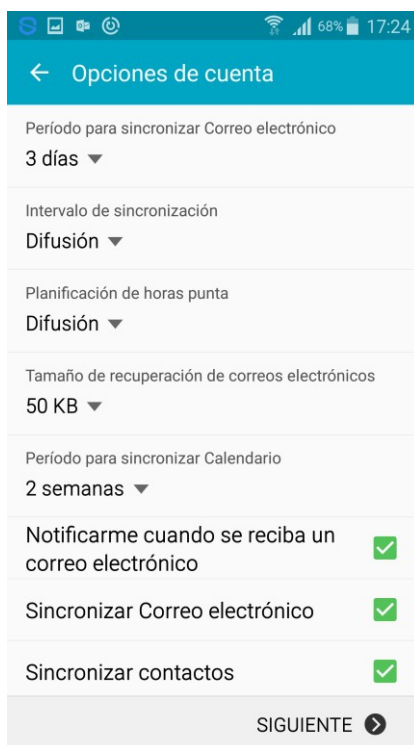 68% 17:24
Opciones de cuenta
Período para sincronizar Correo electrónico
3 días
Intervalo de sincronización
Difusión
Planificación de horas punta
Difusión
Tamaño de recuperación de correos electrónicos
50 KB
Período para sincronizar Calendario
2 semanas
Notificarme cuando se reciba un
correo electrónico
Sincronizar Correo electrónico
Sincronizar contactos
SIGUIENTE